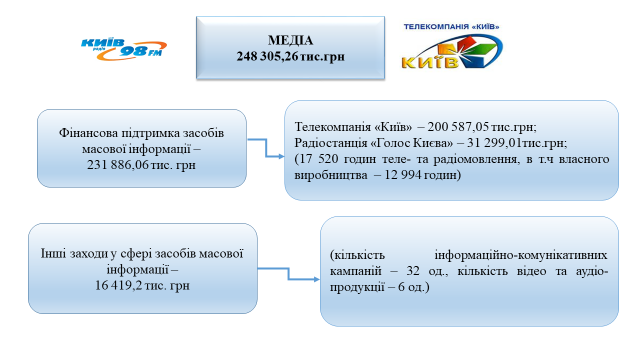 КИЇВ
радіо
98 FM
МЕДІА
248 305,26 тис.грн
ТЕЛЕКОМПАНІЯ «КИЇВ»
КИЇВ
Фінансова підтримка засобів
масової інформації –
231 886,06 тис. грн
Телекомпанія «Київ» – 200 587,05 тис.грн;
Радіостанція «Голос Києва» – 31 299,01тис.грн;
(17 520 годин теле- та радіомовлення, в т.ч власного
виробництва – 12 994 годин)
Інші заходи у сфері засобів масової
інформації –
16 419,2 тис. грн
(кількість інформаційно-комунікативних
кампаній – 32 од., кількість відео та аудіо-
продукції – 6 од.)